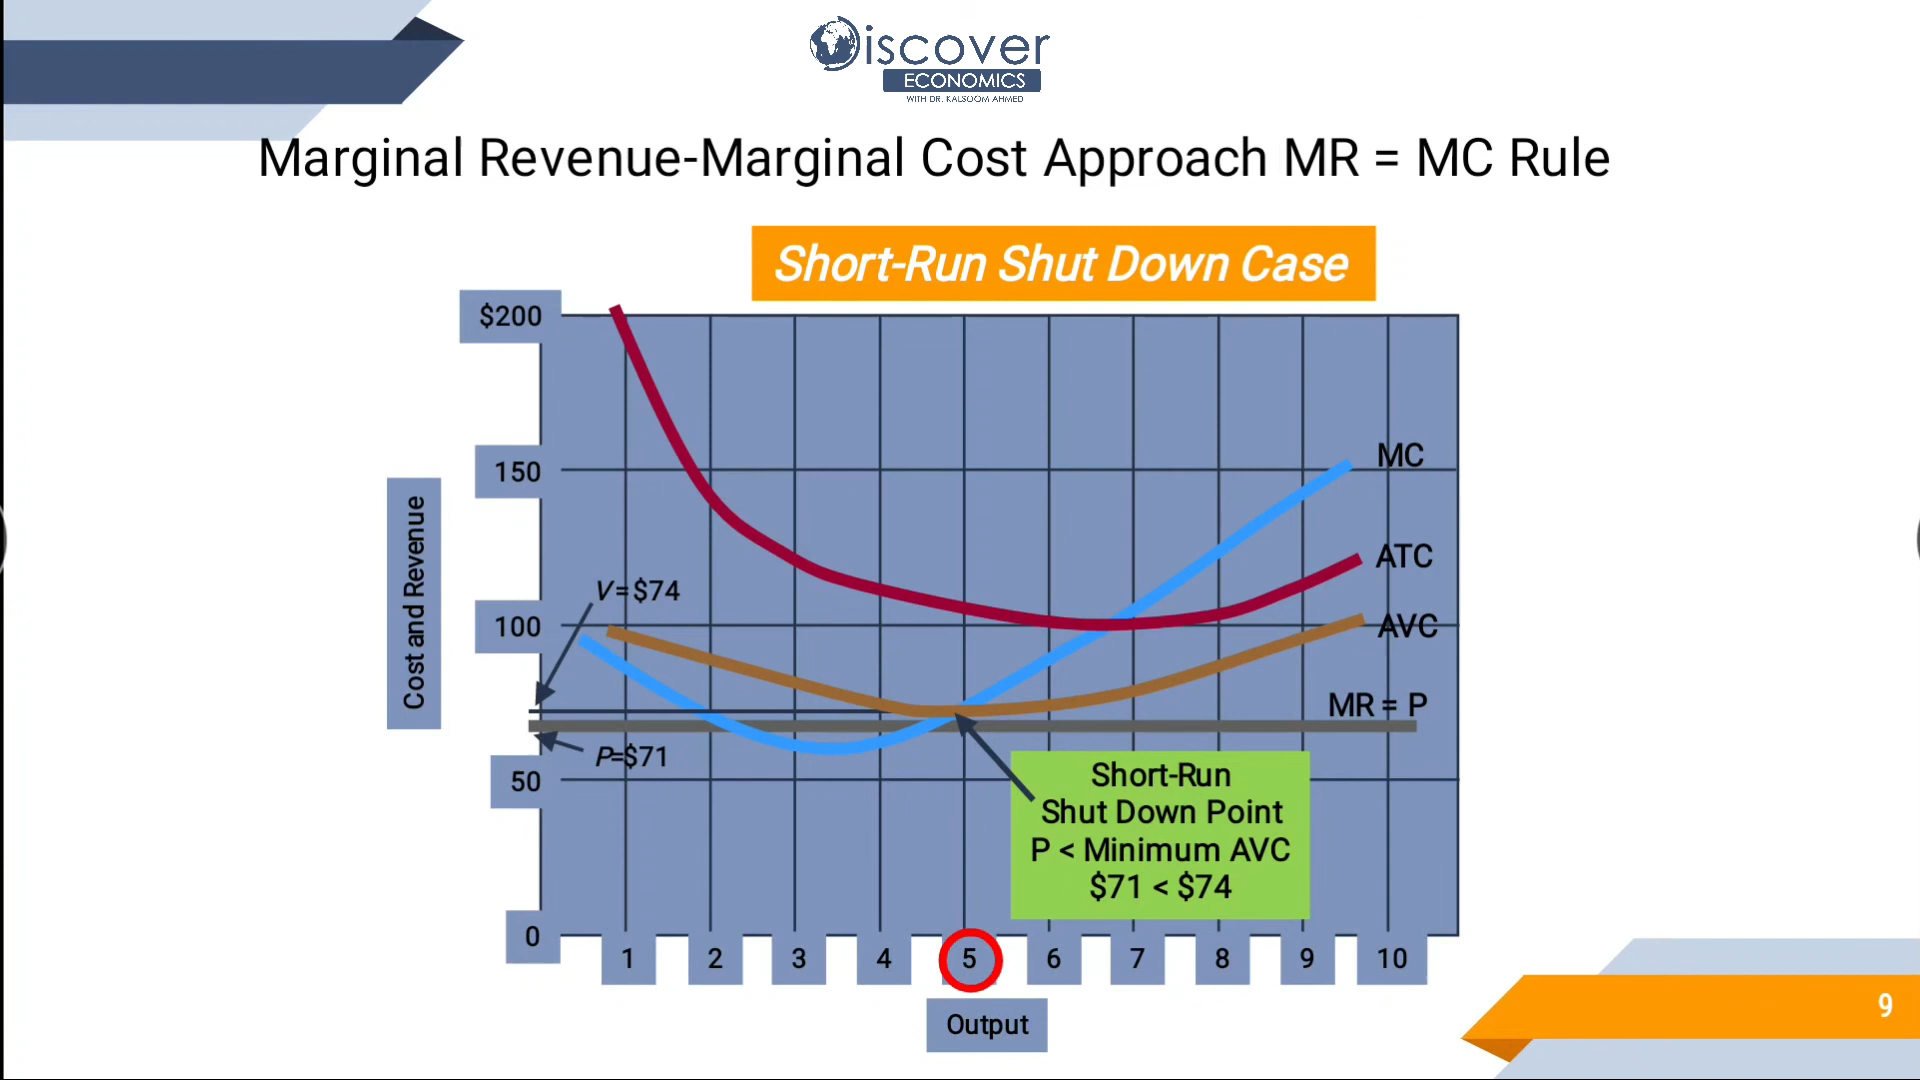 Discover
ECONOMICS
WITH DR. KALSOOM AHMED
Marginal Revenue-Marginal Cost Approach MR = MC Rule
Short-Run Shut Down Case
$200
150
100
50
0
Cost and Revenue
V=$74
P=$71
MC
ATC
AVC
MR = P
Short-Run
Shut Down Point
P < Minimum AVC
$71 < $74
1 2 3 4 5 6 7 8 9 10
Output
9